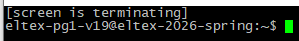 [screen is terminating]
eltex-pg1-v19@eltex-2026-spring:~$